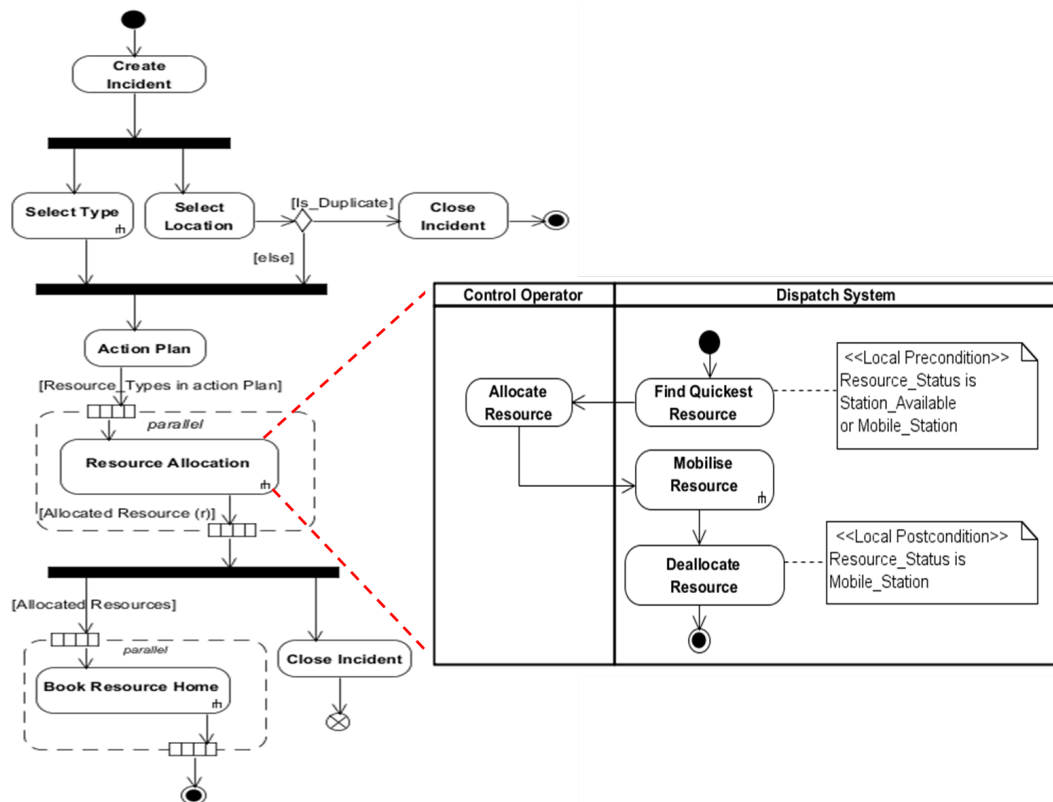 Create
Incident
Select Type
Select
Location
[Is_Duplicate]
Close
Incident
[else]
Action Plan
[Resource_Types in action Plan]
parallel
Resource Allocation
[Allocated Resource (r)]
[Allocated Resources]
parallel
Book Resource Home
Close Incident
Control Operator
Dispatch System
Allocate
Resource
Find Quickest
Resource
<<Local Precondition>>
Resource_Status is
Station_Available
or Mobile_Station
Mobilise
Resource
Deallocate
Resource
<<Local Postcondition>>
Resource_Status is
Mobile_Station